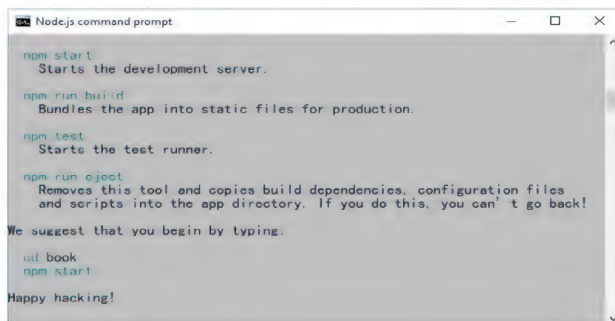 Node.js command prompt
npm start
Starts the development server.
npm run build
Bundles the app into static files for production.
npm test
Starts the test runner.
npm run eject
Removes this tool and copies build dependencies, configuration files
and scripts into the app directory. If you do this, you can't go back!
We suggest that you begin by typing:
cd book
npm start
Happy hacking!